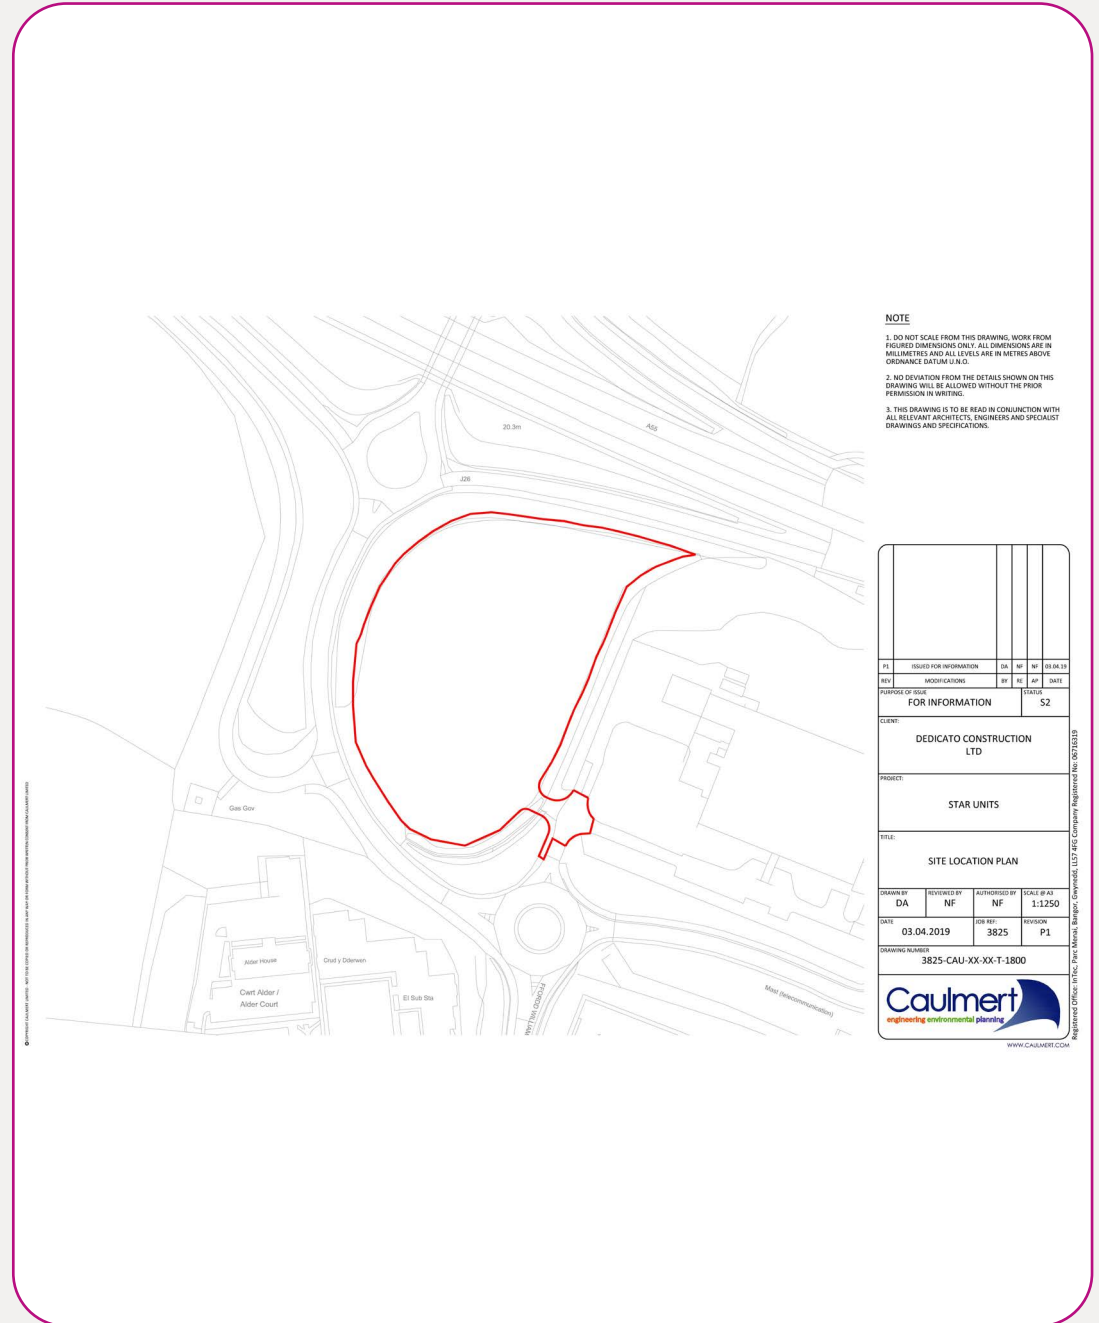 NOTE
1. DO NOT SCALE FROM THIS DRAWING, WORK FROM
FIGURED DIMENSIONS ONLY. ALL DIMENSIONS ARE IN
MILLIMETRES AND ALL LEVELS ARE IN METRES ABOVE
ORDNANCE DATUM U.N.O.
2. NO DEVIATION FROM THE DETAILS SHOWN ON THIS
DRAWING WILL BE ALLOWED WITHOUT THE PRIOR
PERMISSION IN WRITING.
3. THIS DRAWING IS TO BE READ IN CONJUNCTION WITH
ALL RELEVANT ARCHITECTS, ENGINEERS AND SPECIALIST
DRAWINGS AND SPECIFICATIONS.
20.3m
A55
J26
Gas Gov
Alder House
Cwrt Alder /
Alder Court
Crud y Dderwen
El Sub Sta
FFORDD WILLIAM
Mast (telecommunication)
P1 ISSUED FOR INFORMATION DA NF NF 03.04.19
REV MODIFICATIONS BY RE AP DATE
PURPOSE OF ISSUE STATUS
FOR INFORMATION S2
CLIENT:
DEDICATO CONSTRUCTION
LTD
PROJECT:
STAR UNITS
TITLE:
SITE LOCATION PLAN
DRAWN BY REVIEWED BY AUTHORISED BY SCALE @ A3
DA NF NF 1:1250
DATE JOB REF: REVISION
03.04.2019 3825 P1
DRAWING NUMBER
3825-CAU-XX-XX-T-1800
Caulmert
engineering environmental planning
WWW.CAULMERT.COM
Registered Office: InTec, Parc Menai, Bangor, Gwynedd, LL57 4FG Company Registered No: 06716319